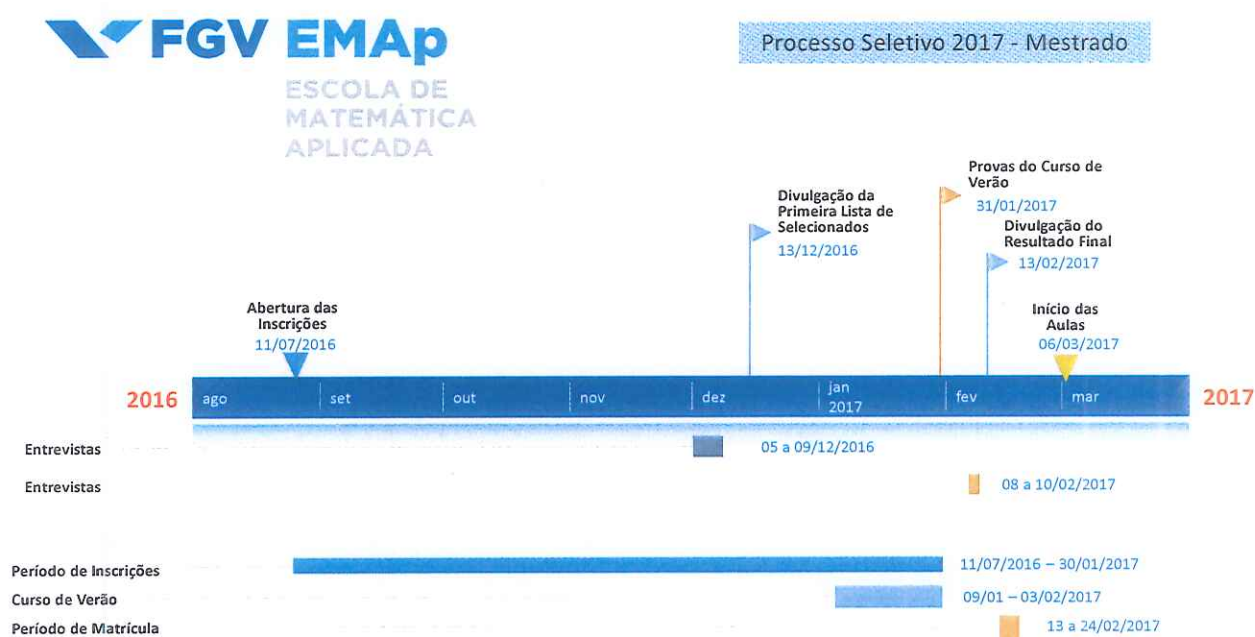 FGV EMAp
ESCOLA DE
MATEMÁTICA
APLICADA
Processo Seletivo 2017 - Mestrado
Provas do Curso de
Verão
31/01/2017
Divulgação da
Primeira Lista de
Selecionados
13/12/2016
Divulgação do
Resultado Final
13/02/2017
Abertura das
Inscrições
11/07/2016
Início das
Aulas
06/03/2017
2016
ago set out nov dez jan fev mar
2017
2017
Entrevistas 05 a 09/12/2016
Entrevistas 08 a 10/02/2017
Período de Inscrições 11/07/2016 – 30/01/2017
Curso de Verão 09/01 – 03/02/2017
Período de Matrícula 13 a 24/02/2017